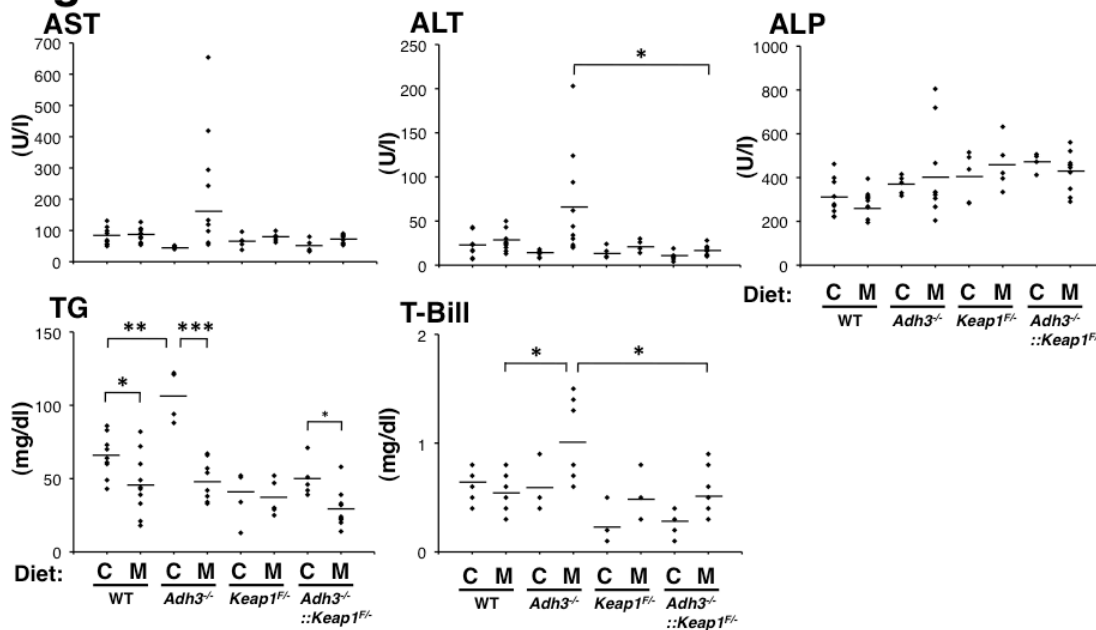 AST
700
600
500
400
300
200
100
0
(U/l)
ALT
*
250
200
150
100
50
0
(U/l)
ALP
1000
800
600
400
200
0
(U/l)
Diet: C M C M C M C M
WT Adh3-/- Keap1F/- Adh3-/-
::Keap1F/-
TG
** ***
*
*
150
100
50
0
(mg/dl)
Diet: C M C M C M C M
WT Adh3-/- Keap1F/- Adh3-/-
::Keap1F/-
T-Bill
* *
2
1
0
(mg/dl)
C M C M C M C M
WT Adh3-/- Keap1F/- Adh3-/-
::Keap1F/-